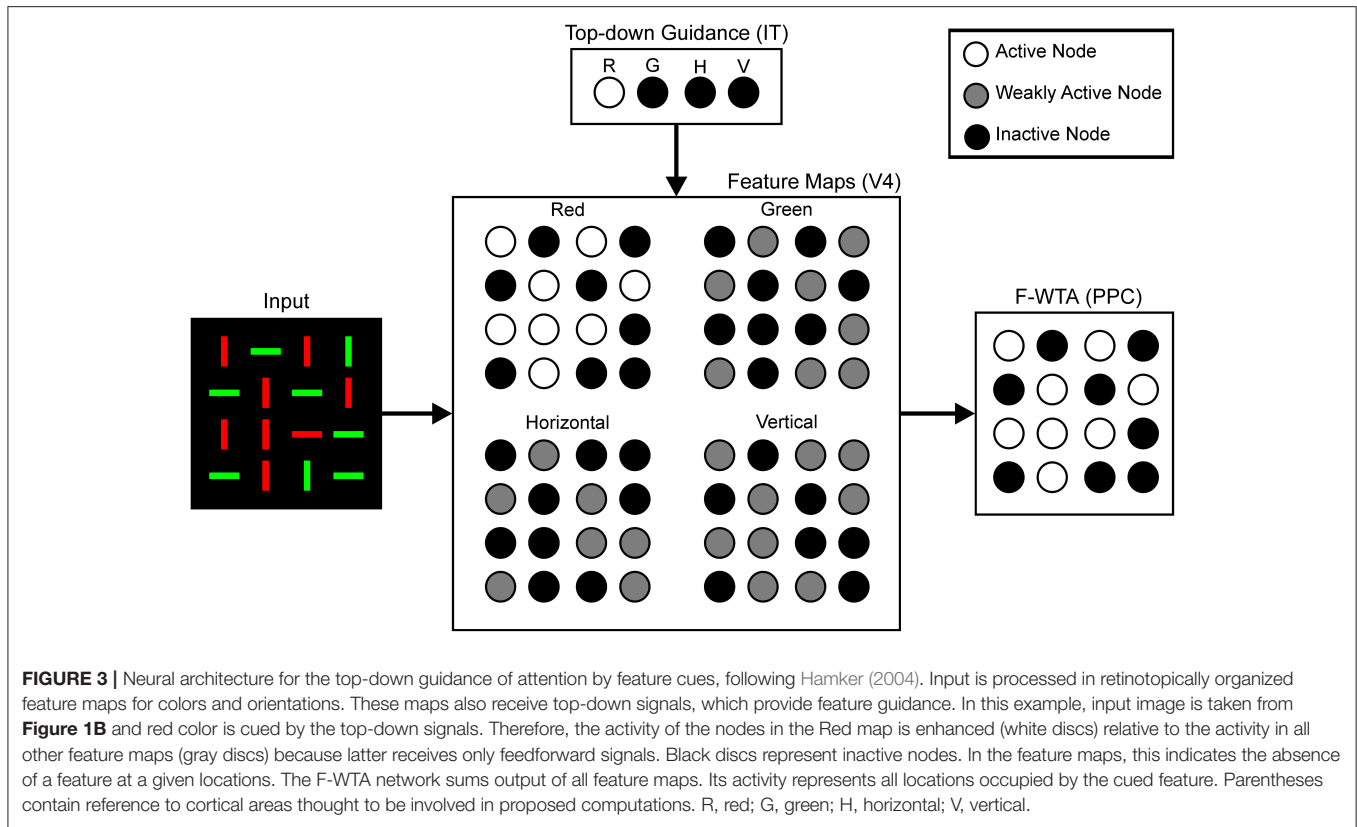 Top-down Guidance (IT)
R G H V
Active Node
Weakly Active Node
Inactive Node
Feature Maps (V4)
Red Green
Input
F-WTA (PPC)
Horizontal Vertical
FIGURE 3 | Neural architecture for the top-down guidance of attention by feature cues, following Hamker (2004). Input is processed in retinotopically organized
feature maps for colors and orientations. These maps also receive top-down signals, which provide feature guidance. In this example, input image is taken from
Figure 1B and red color is cued by the top-down signals. Therefore, the activity of the nodes in the Red map is enhanced (white discs) relative to the activity in all
other feature maps (gray discs) because latter receives only feedforward signals. Black discs represent inactive nodes. In the feature maps, this indicates the absence
of a feature at a given locations. The F-WTA network sums output of all feature maps. Its activity represents all locations occupied by the cued feature. Parentheses
contain reference to cortical areas thought to be involved in proposed computations. R, red; G, green; H, horizontal; V, vertical.